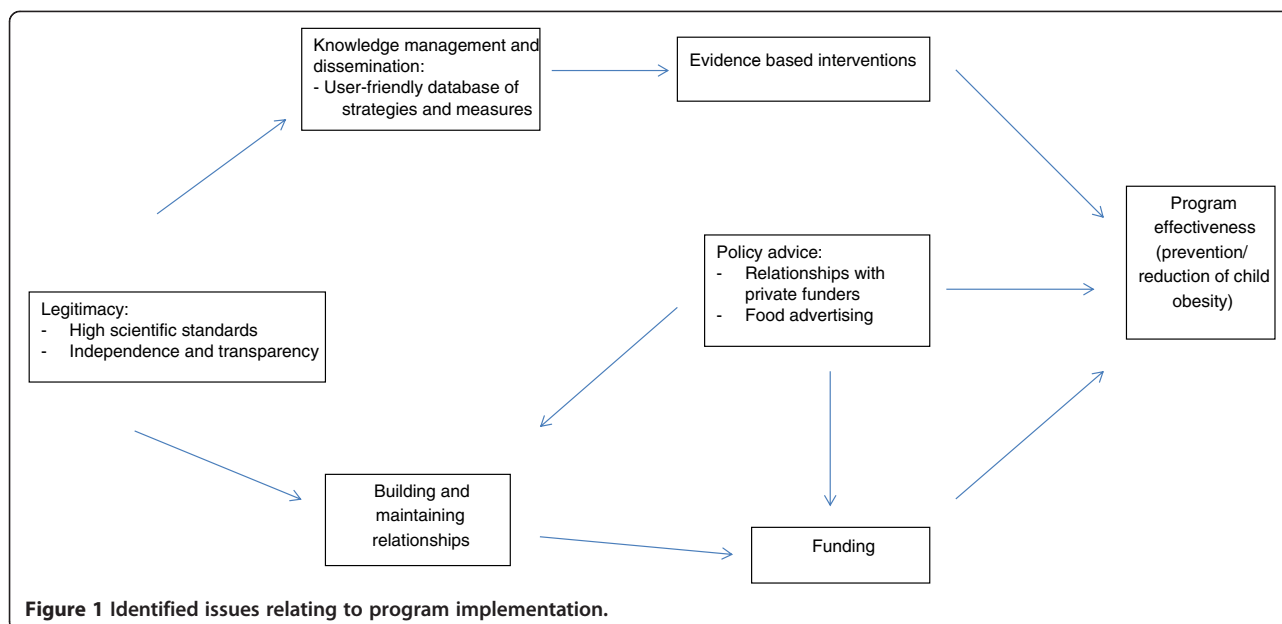 Knowledge management and
dissemination:
- User-friendly database of
strategies and measures
Evidence based interventions
Program
effectiveness
(prevention/
reduction of child
obesity)
Policy advice:
- Relationships with
private funders
- Food advertising
Legitimacy:
- High scientific standards
- Independence and transparency
Building and
maintaining
relationships
Funding
Figure 1 Identified issues relating to program implementation.